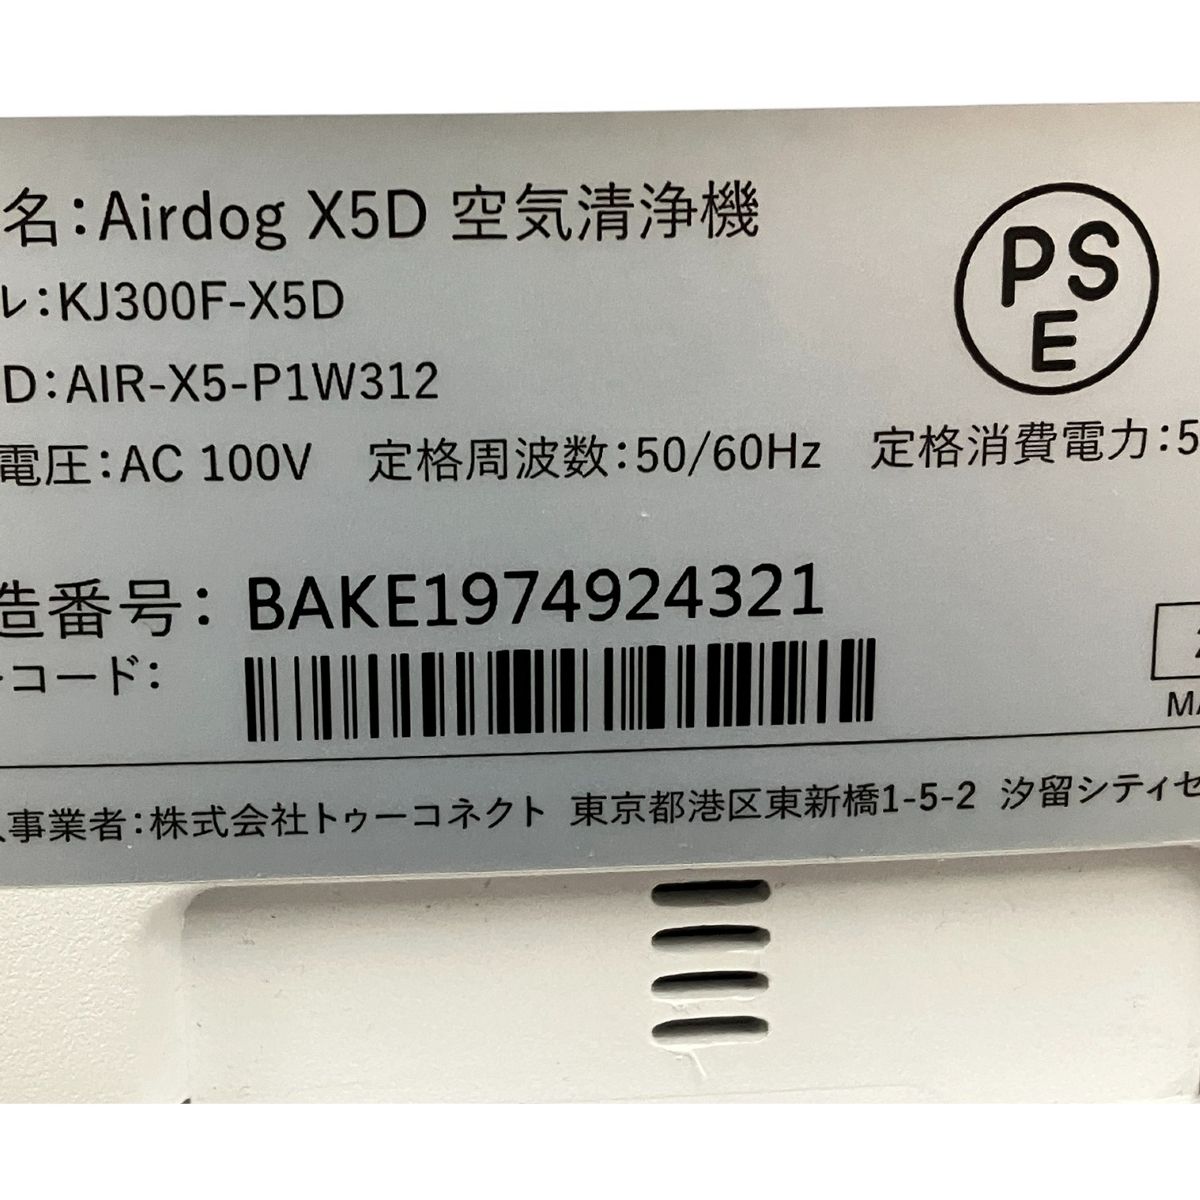 名：Airdog X5D 空気清浄機
PSE
ル：KJ300F-X5D
D：AIR-X5-P1W312
電圧：AC 100V 定格周波数：50/60Hz 定格消費電力：5
造番号：BAKE1974924321
コード：
MA
事業者：株式会社トゥーコネクト 東京都港区東新橋1-5-2 汐留シティセ